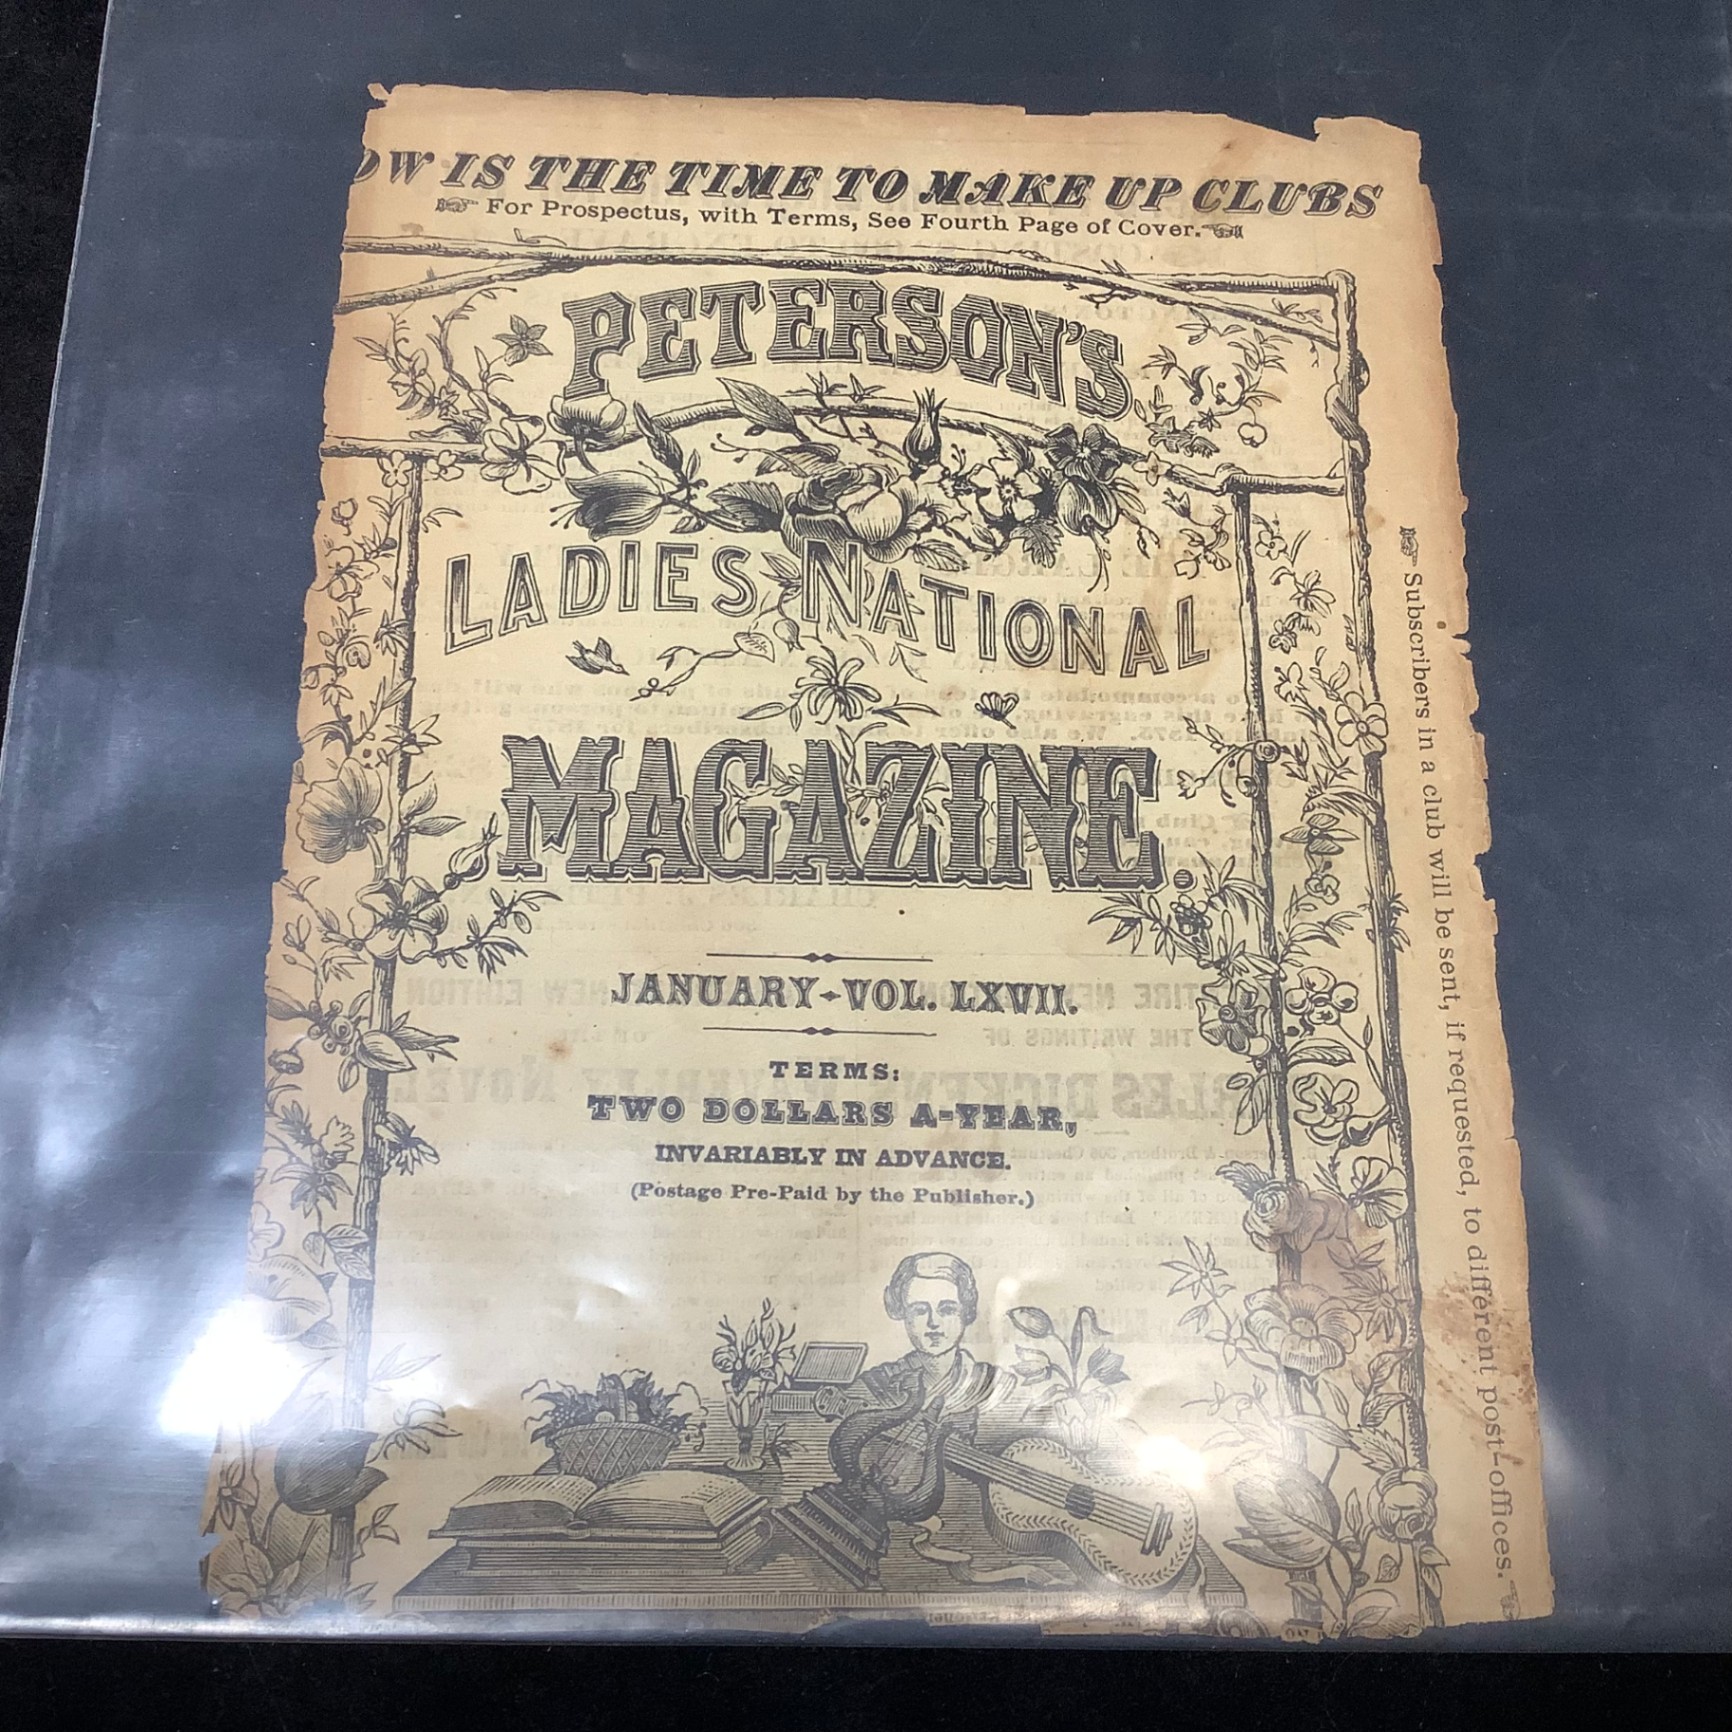 OW IS THE TIME TO MAKE UP CLUBS
For Prospectus, with Terms, See Fourth Page of Cover.
PETERSON'S
LADIES NATIONAL
MAGAZINE.
JANUARY-VOL. LXVII.
TERMS:
TWO DOLLARS A-YEAR,
INVARIABLY IN ADVANCE.
(Postage Pre-Paid by the Publisher.)
Subscribers in a club will be sent, if requested, to different post-offices.